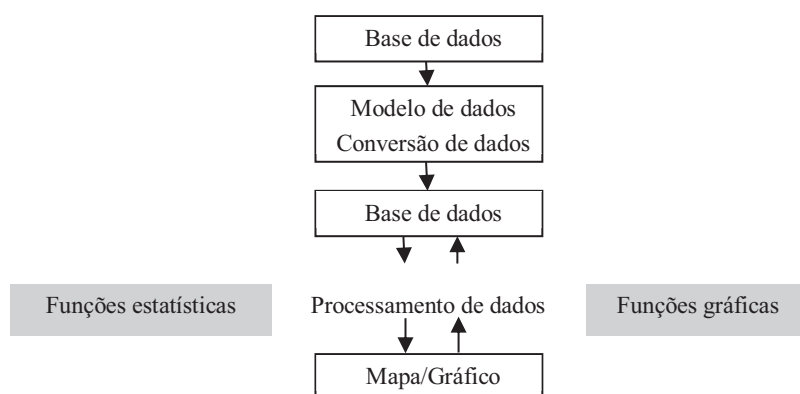 Base de dados
Modelo de dados
Conversão de dados
Base de dados
Funções estatísticas
Processamento de dados
Funções gráficas
Mapa/Gráfico